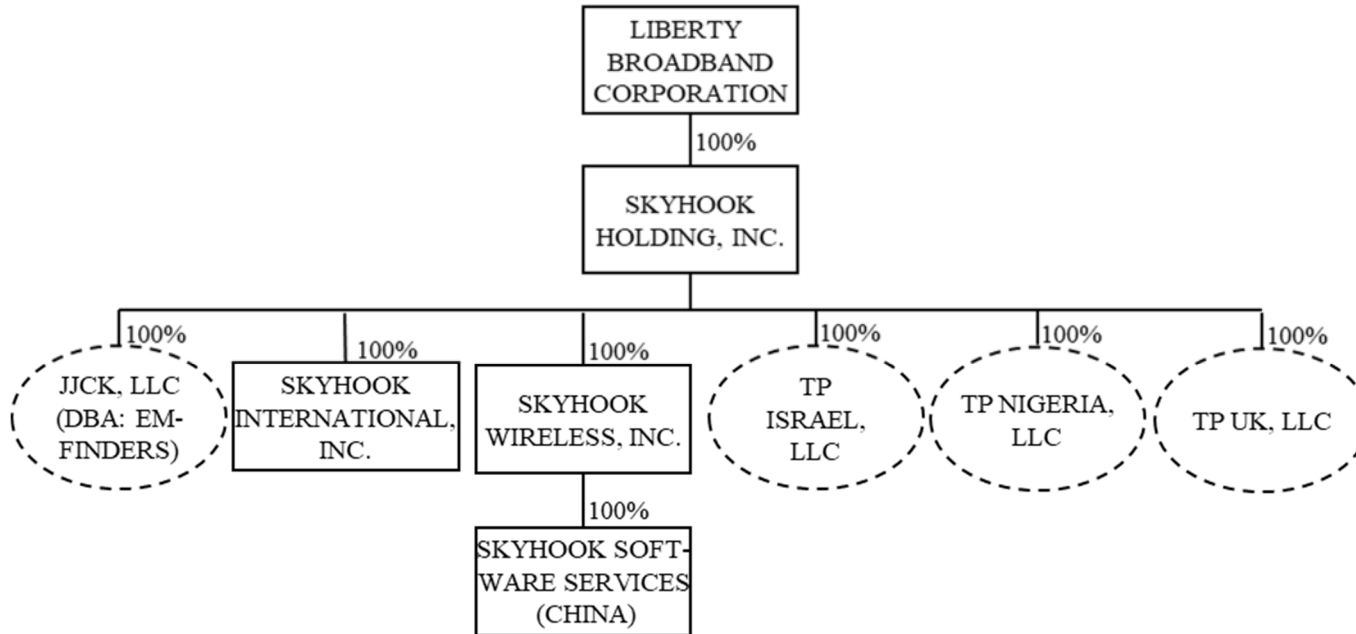 LIBERTY
BROADBAND
CORPORATION
100%
SKYHOOK
HOLDING, INC.
100%
JJCK, LLC
(DBA: EM-
FINDERS)
100%
SKYHOOK
INTERNATIONAL,
INC.
100%
SKYHOOK
WIRELESS, INC.
100%
TP
ISRAEL,
LLC
100%
TP NIGERIA,
LLC
100%
TP UK, LLC
100%
SKYHOOK SOFT-
WARE SERVICES
(CHINA)